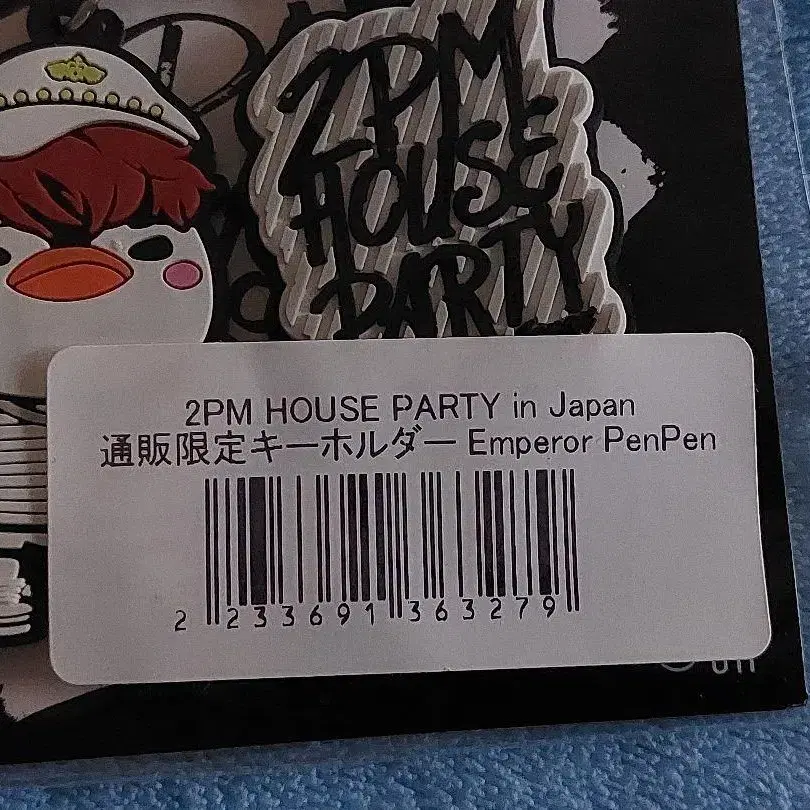 2PM
HOUSE
PARTY
2PM HOUSE PARTY in Japan
通販限定キーホルダー Emperor PenPen
2 233691 363279